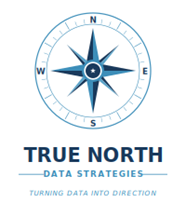 N
W E
S
TRUE NORTH
DATA STRATEGIES
TURNING DATA INTO DIRECTION